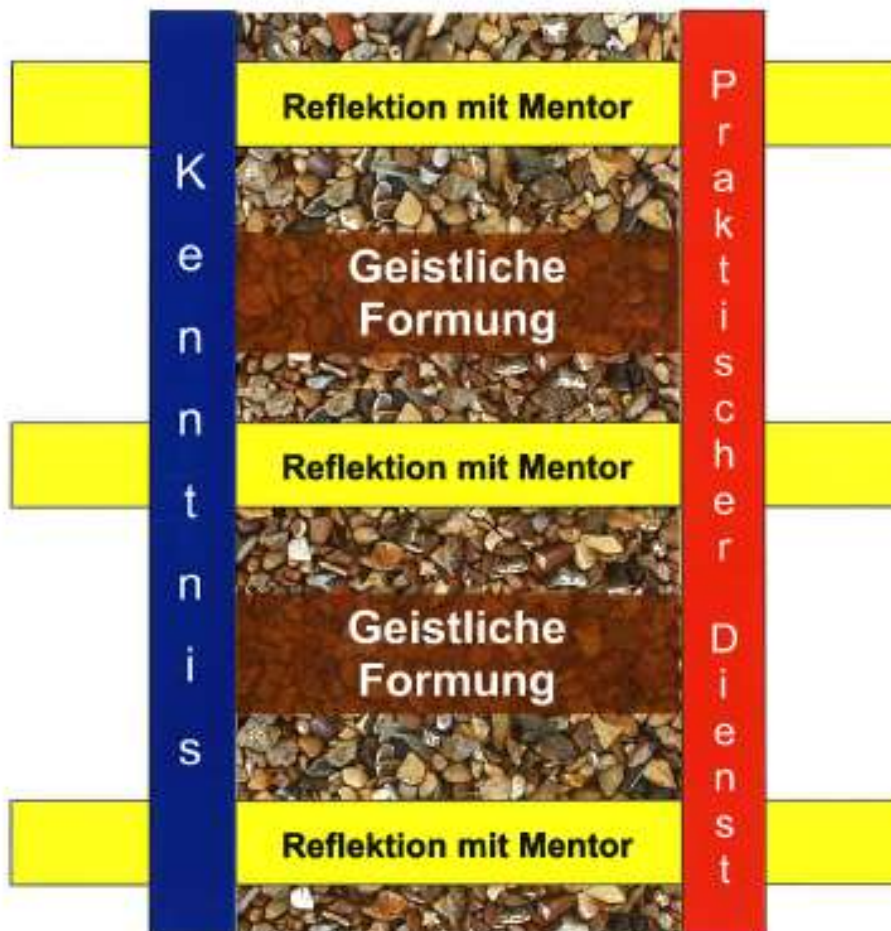 Kenntnis
Reflektion mit Mentor
Geistliche
Formung
Reflektion mit Mentor
Geistliche
Formung
Reflektion mit Mentor
Praktischer Dienst